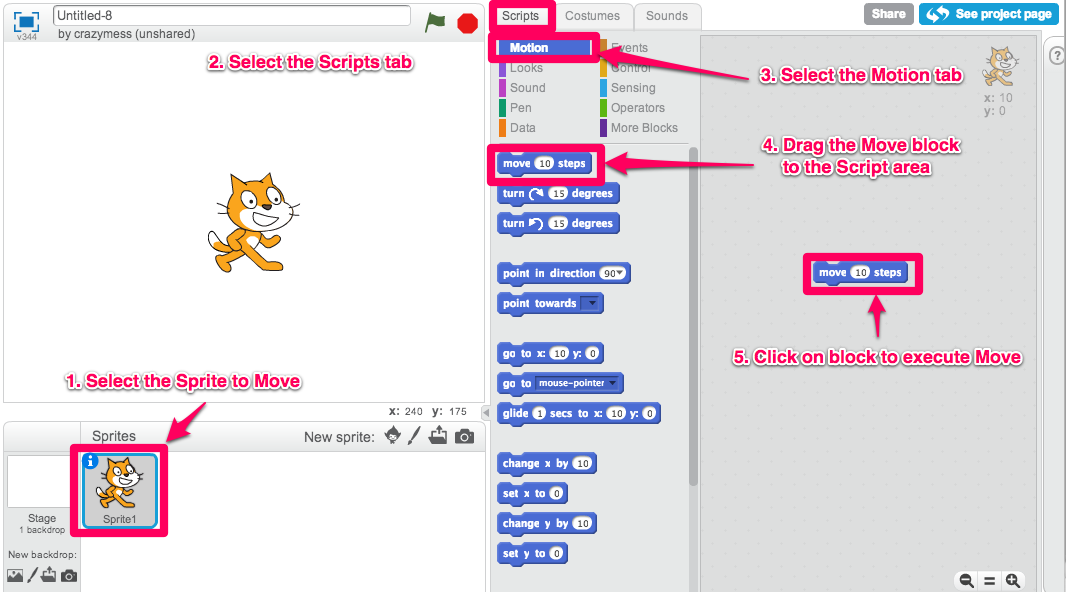 Untitled-8
v344
by crazymess (unshared)
Scripts
Costumes
Sounds
Share
See project page
2. Select the Scripts tab
Motion
Events
Looks
Control
Sound
Sensing
Pen
Operators
Data
More Blocks
3. Select the Motion tab
?
x: 10
y: 0
4. Drag the Move block
to the Script area
move 10 steps
turn 15 degrees
turn 15 degrees
point in direction 90
point towards
go to x: 10 y: 0
go to mouse-pointer
glide 1 secs to x: 10 y: 0
change x by 10
set x to 0
change y by 10
set y to 0
move 10 steps
5. Click on block to execute Move
1. Select the Sprite to Move
x: 240 y: 175
Sprites
New sprite:
i
Sprite1
Stage
1 backdrop
New backdrop: